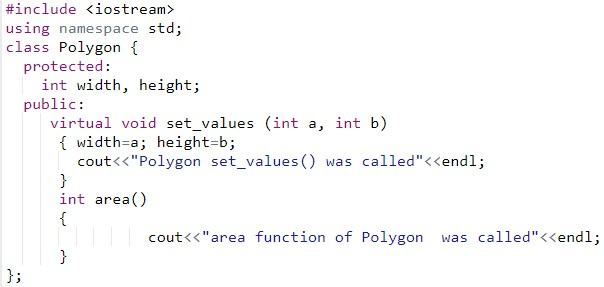 #include <iostream>
using namespace std;
class Polygon {
  protected:
    int width, height;
  public:
     virtual void set_values (int a, int b)
      { width=a; height=b;
        cout<<"Polygon set_values() was called"<<endl;
      }
      int area()
      {
                cout<<"area function of Polygon  was called"<<endl;
      }
};